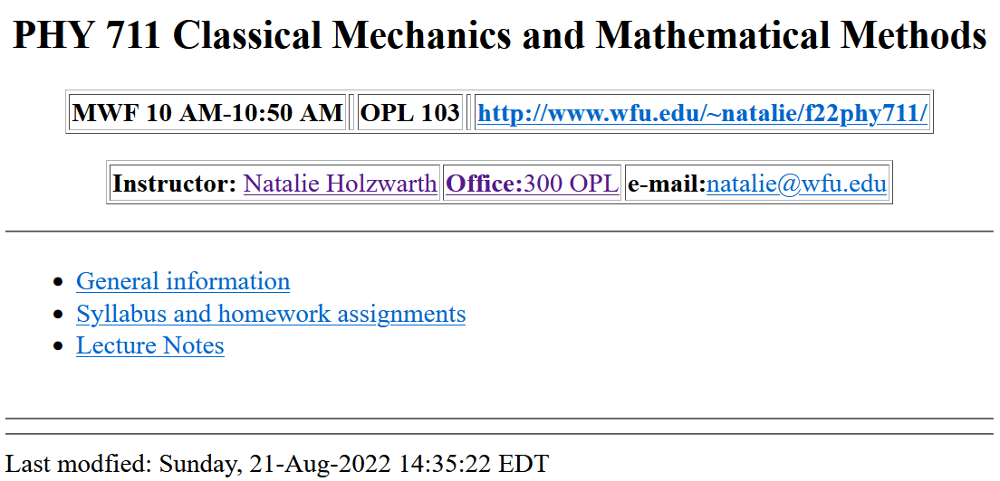 PHY 711 Classical Mechanics and Mathematical Methods
MWF 10 AM-10:50 AM OPL 103 http://www.wfu.edu/~natalie/f22phy711/
Instructor: Natalie Holzwarth Office:300 OPL e-mail:natalie@wfu.edu
General information
Syllabus and homework assignments
Lecture Notes
Last modfied: Sunday, 21-Aug-2022 14:35:22 EDT